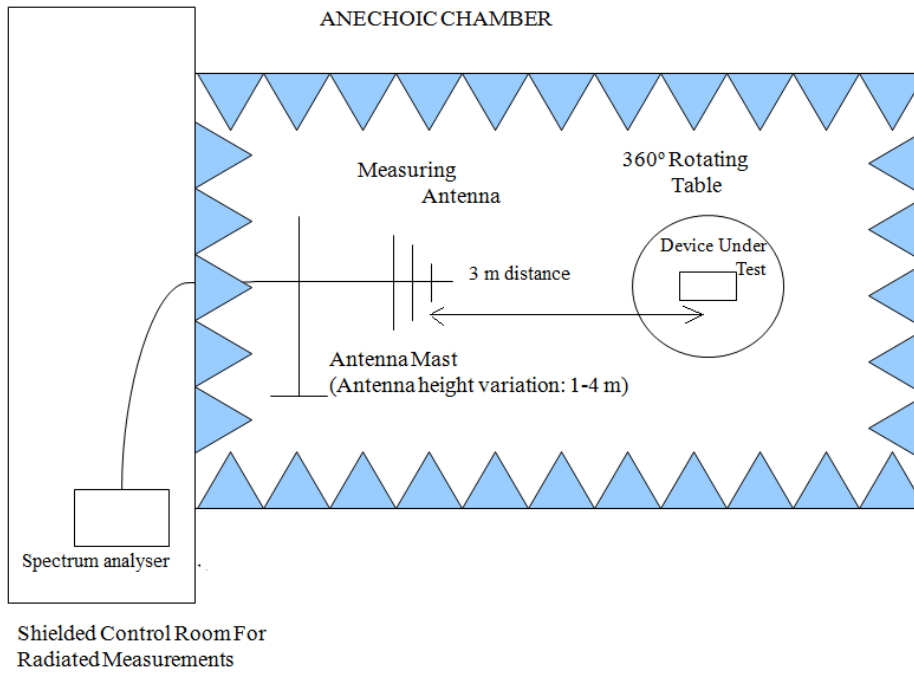 ANECHOIC CHAMBER
Measuring
Antenna
360º Rotating
Table
Device Under
Test
3 m distance
Antenna Mast
(Antenna height variation: 1-4 m)
Spectrum analyser
Shielded Control Room For
Radiated Measurements